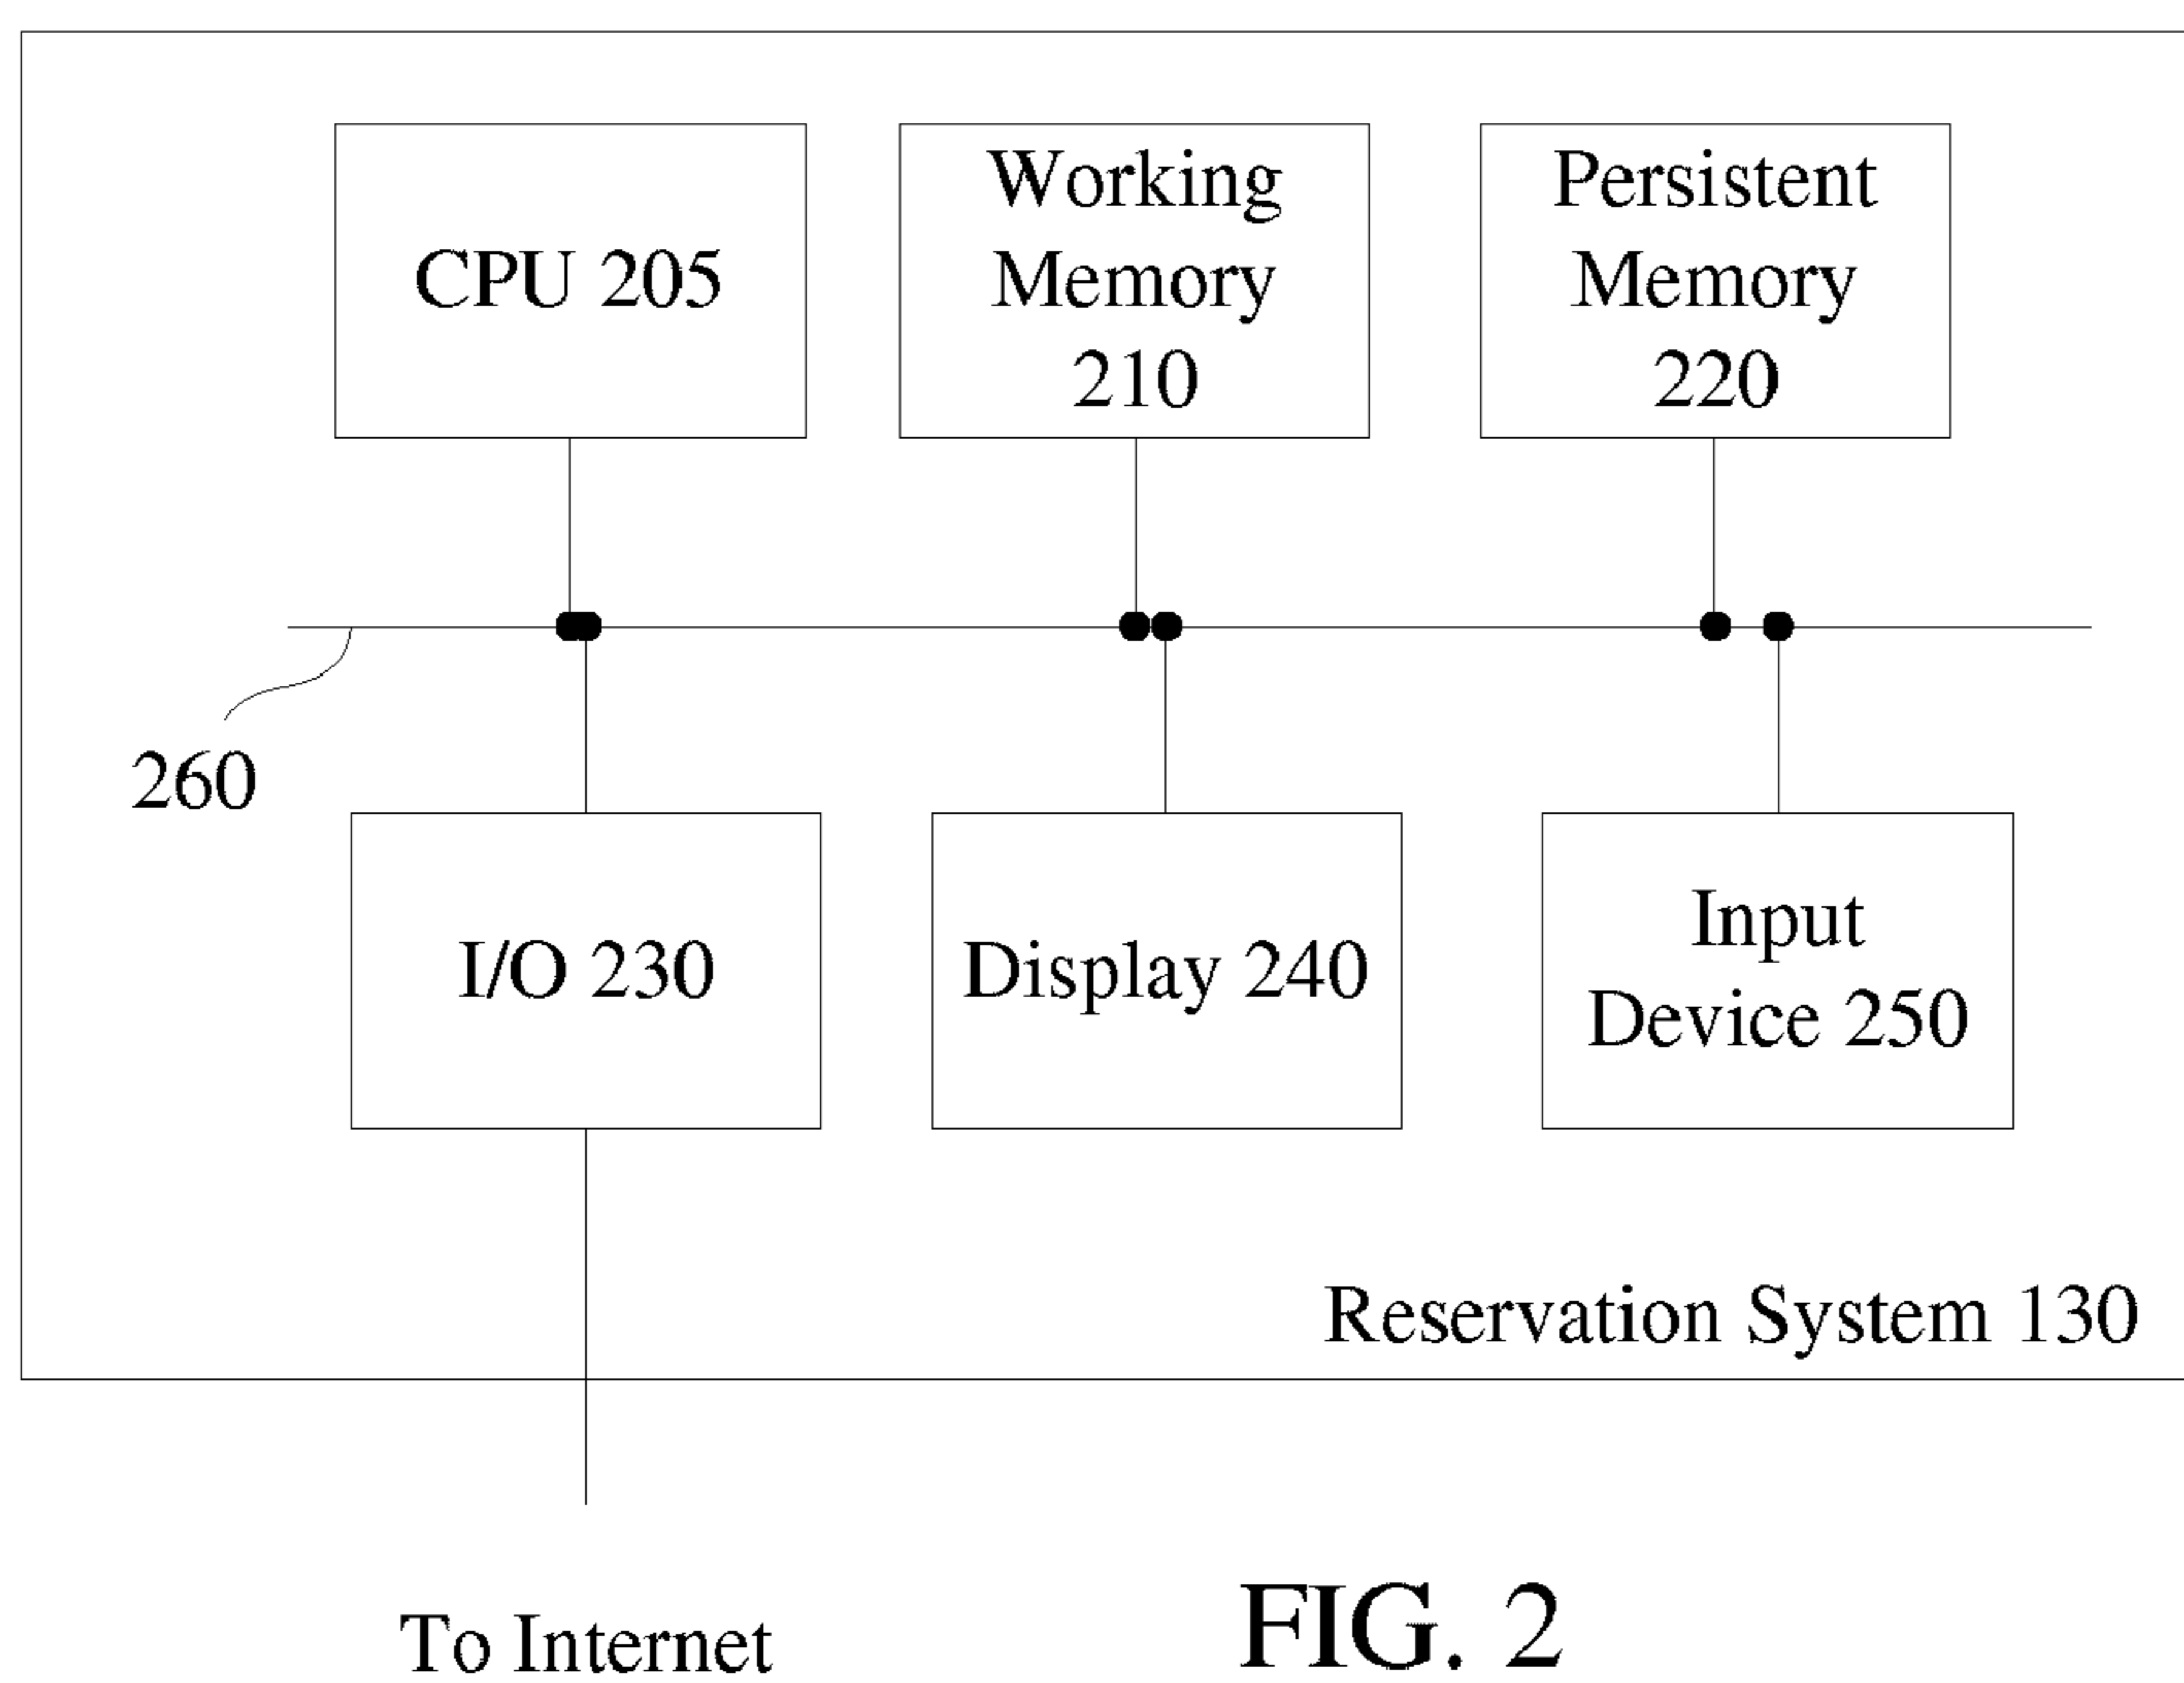 CPU 205
Working
Memory
210
Persistent
Memory
220
260
I/O 230
Display 240
Input
Device 250
Reservation System 130
To Internet
FIG. 2